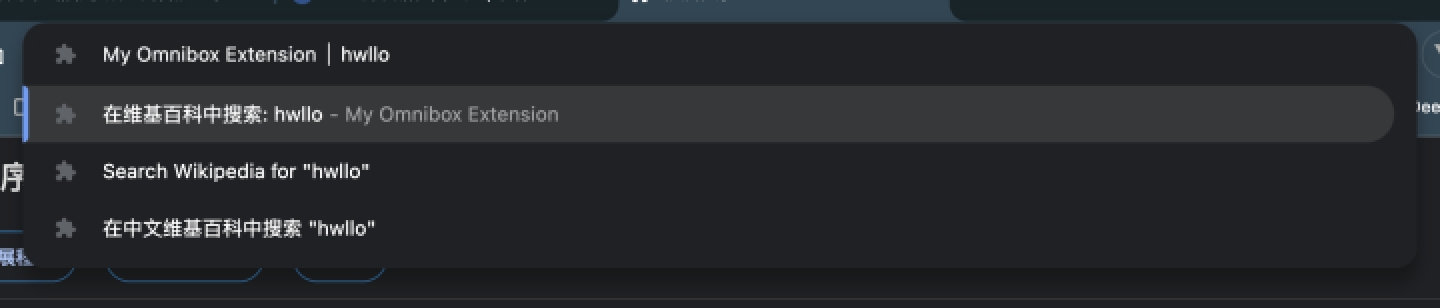 My Omnibox Extension | hwllo
在维基百科中搜索: hwllo - My Omnibox Extension
Search Wikipedia for "hwllo"
在中文维基百科中搜索 "hwllo"
序